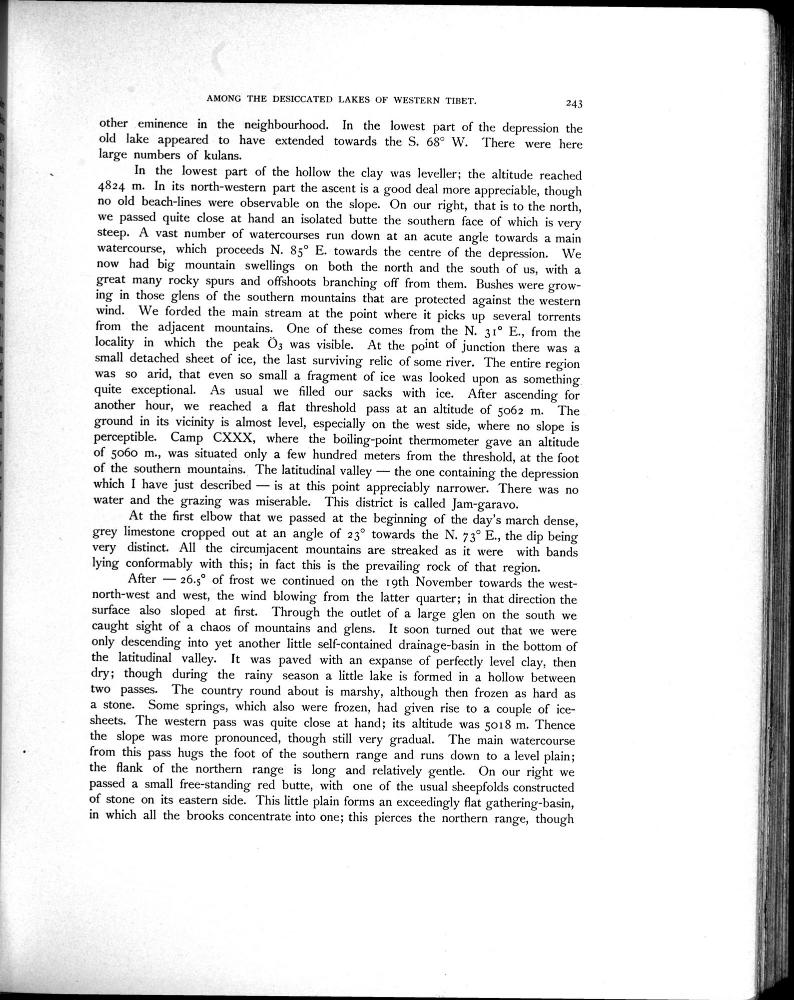 AMONG THE DESICCATED LAKES OF WESTERN TIBET. 243
other eminence in the neighbourhood. In the lowest part of the depression the
old lake appeared to have extended towards the S. 68° W. There were here
large numbers of kulans.
In the lowest part of the hollow the clay was leveller; the altitude reached
4824 m. In its north-western part the ascent is a good deal more appreciable, though
no old beach-lines were observable on the slope. On our right, that is to the north,
we passed quite close at hand an isolated butte the southern face of which is very
steep. A vast number of watercourses run down at an acute angle towards a main
watercourse, which proceeds N. 85° E. towards the centre of the depression. We
now had big mountain swellings on both the north and the south of us, with a
great many rocky spurs and offshoots branching off from them. Bushes were grow-
ing in those glens of the southern mountains that are protected against the western
wind. We forded the main stream at the point where it picks up several torrents
from the adjacent mountains. One of these comes from the N. 31° E., from the
locality in which the peak Ö3 was visible. At the point of junction there was a
small detached sheet of ice, the last surviving relic of some river. The entire region
was so arid, that even so small a fragment of ice was looked upon as something
quite exceptional. As usual we filled our sacks with ice. After ascending for
another hour, we reached a flat threshold pass at an altitude of 5062 m. The
ground in its vicinity is almost level, especially on the west side, where no slope is
perceptible. Camp CXXX, where the boiling-point thermometer gave an altitude
of 5060 m., was situated only a few hundred meters from the threshold, at the foot
of the southern mountains. The latitudinal valley — the one containing the depression
which I have just described — is at this point appreciably narrower. There was no
water and the grazing was miserable. This district is called Jam-garavo.
At the first elbow that we passed at the beginning of the day's march dense,
grey limestone cropped out at an angle of 23° towards the N. 73° E., the dip being
very distinct. All the circumjacent mountains are streaked as it were with bands
lying conformably with this; in fact this is the prevailing rock of that region.
After — 26.5° of frost we continued on the 19th November towards the west-
north-west and west, the wind blowing from the latter quarter; in that direction the
surface also sloped at first. Through the outlet of a large glen on the south we
caught sight of a chaos of mountains and glens. It soon turned out that we were
only descending into yet another little self-contained drainage-basin in the bottom of
the latitudinal valley. It was paved with an expanse of perfectly level clay, then
dry; though during the rainy season a little lake is formed in a hollow between
two passes. The country round about is marshy, although then frozen as hard as
a stone. Some springs, which also were frozen, had given rise to a couple of ice-
sheets. The western pass was quite close at hand; its altitude was 5018 m. Thence
the slope was more pronounced, though still very gradual. The main watercourse
from this pass hugs the foot of the southern range and runs down to a level plain;
the flank of the northern range is long and relatively gentle. On our right we
passed a small free-standing red butte, with one of the usual sheepfolds constructed
of stone on its eastern side. This little plain forms an exceedingly flat gathering-basin,
in which all the brooks concentrate into one; this pierces the northern range, though